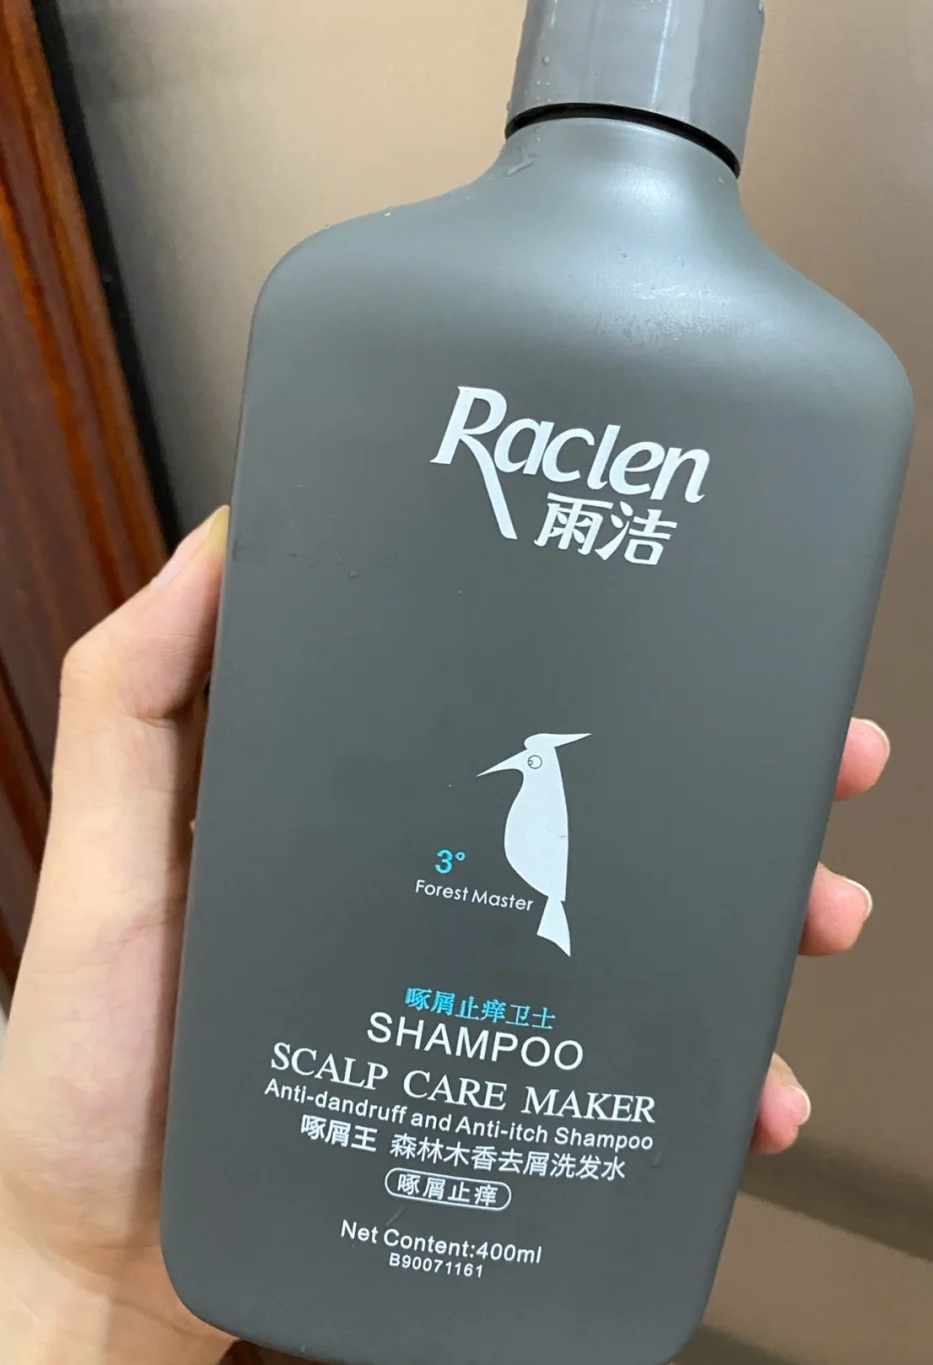 Raclen
雨洁
3°
Forest Master
啄屑止痒卫士
SHAMPOO
SCALP CARE MAKER
Anti-dandruff and Anti-itch Shampoo
啄屑王 森林木香去屑洗发水
啄屑止痒
Net Content:400ml
B90071161